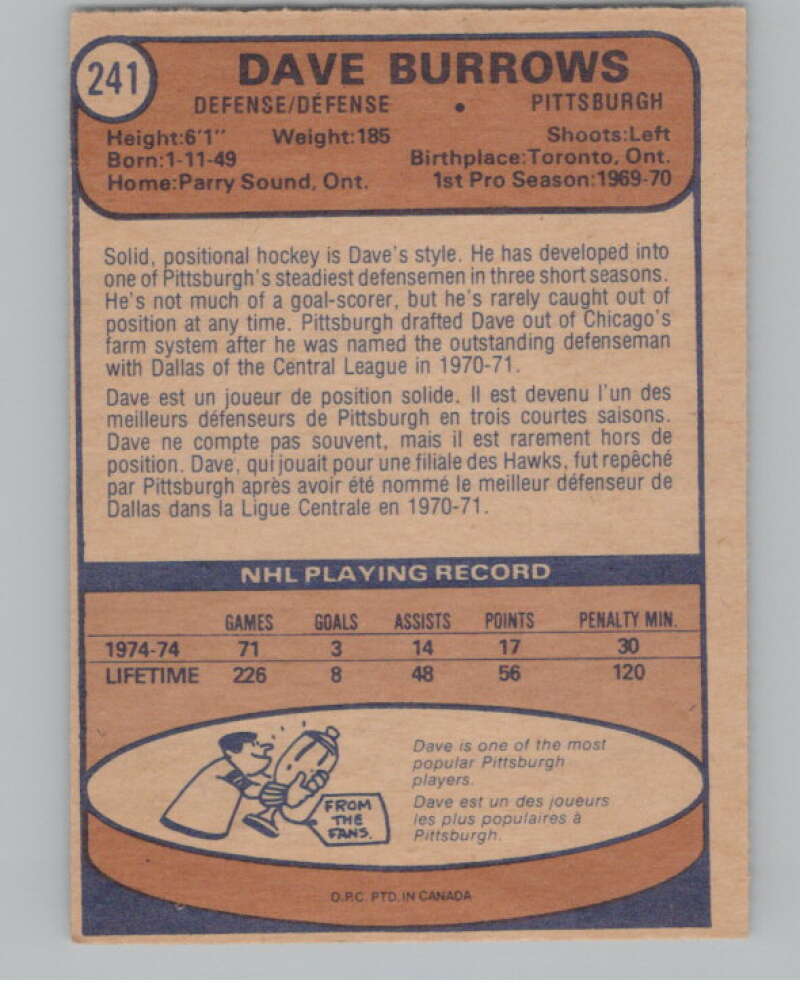 241
DAVE BURROWS
DEFENSE/DÉFENSE • PITTSBURGH
Height:6'1" Weight:185 Shoots:Left
Born:1-11-49 Birthplace:Toronto, Ont.
Home:Parry Sound, Ont. 1st Pro Season:1969-70
Solid, positional hockey is Dave's style. He has developed into
one of Pittsburgh's steadiest defensemen in three short seasons.
He's not much of a goal-scorer, but he's rarely caught out of
position at any time. Pittsburgh drafted Dave out of Chicago's
farm system after he was named the outstanding defenseman
with Dallas of the Central League in 1970-71.
Dave est un joueur de position solide. Il est devenu l'un des
meilleurs défenseurs de Pittsburgh en trois courtes saisons.
Dave ne compte pas souvent, mais il est rarement hors de
position. Dave, qui jouait pour une filiale des Hawks, fut repêché
par Pittsburgh après avoir été nommé le meilleur défenseur de
Dallas dans la Ligue Centrale en 1970-71.
NHL PLAYING RECORD
GAMES GOALS ASSISTS POINTS PENALTY MIN.
1974-74 71 3 14 17 30
LIFETIME 226 8 48 56 120
FROM
THE
FANS.
Dave is one of the most
popular Pittsburgh
players.
Dave est un des joueurs
les plus populaires à
Pittsburgh.
O.P.C. PTD. IN CANADA